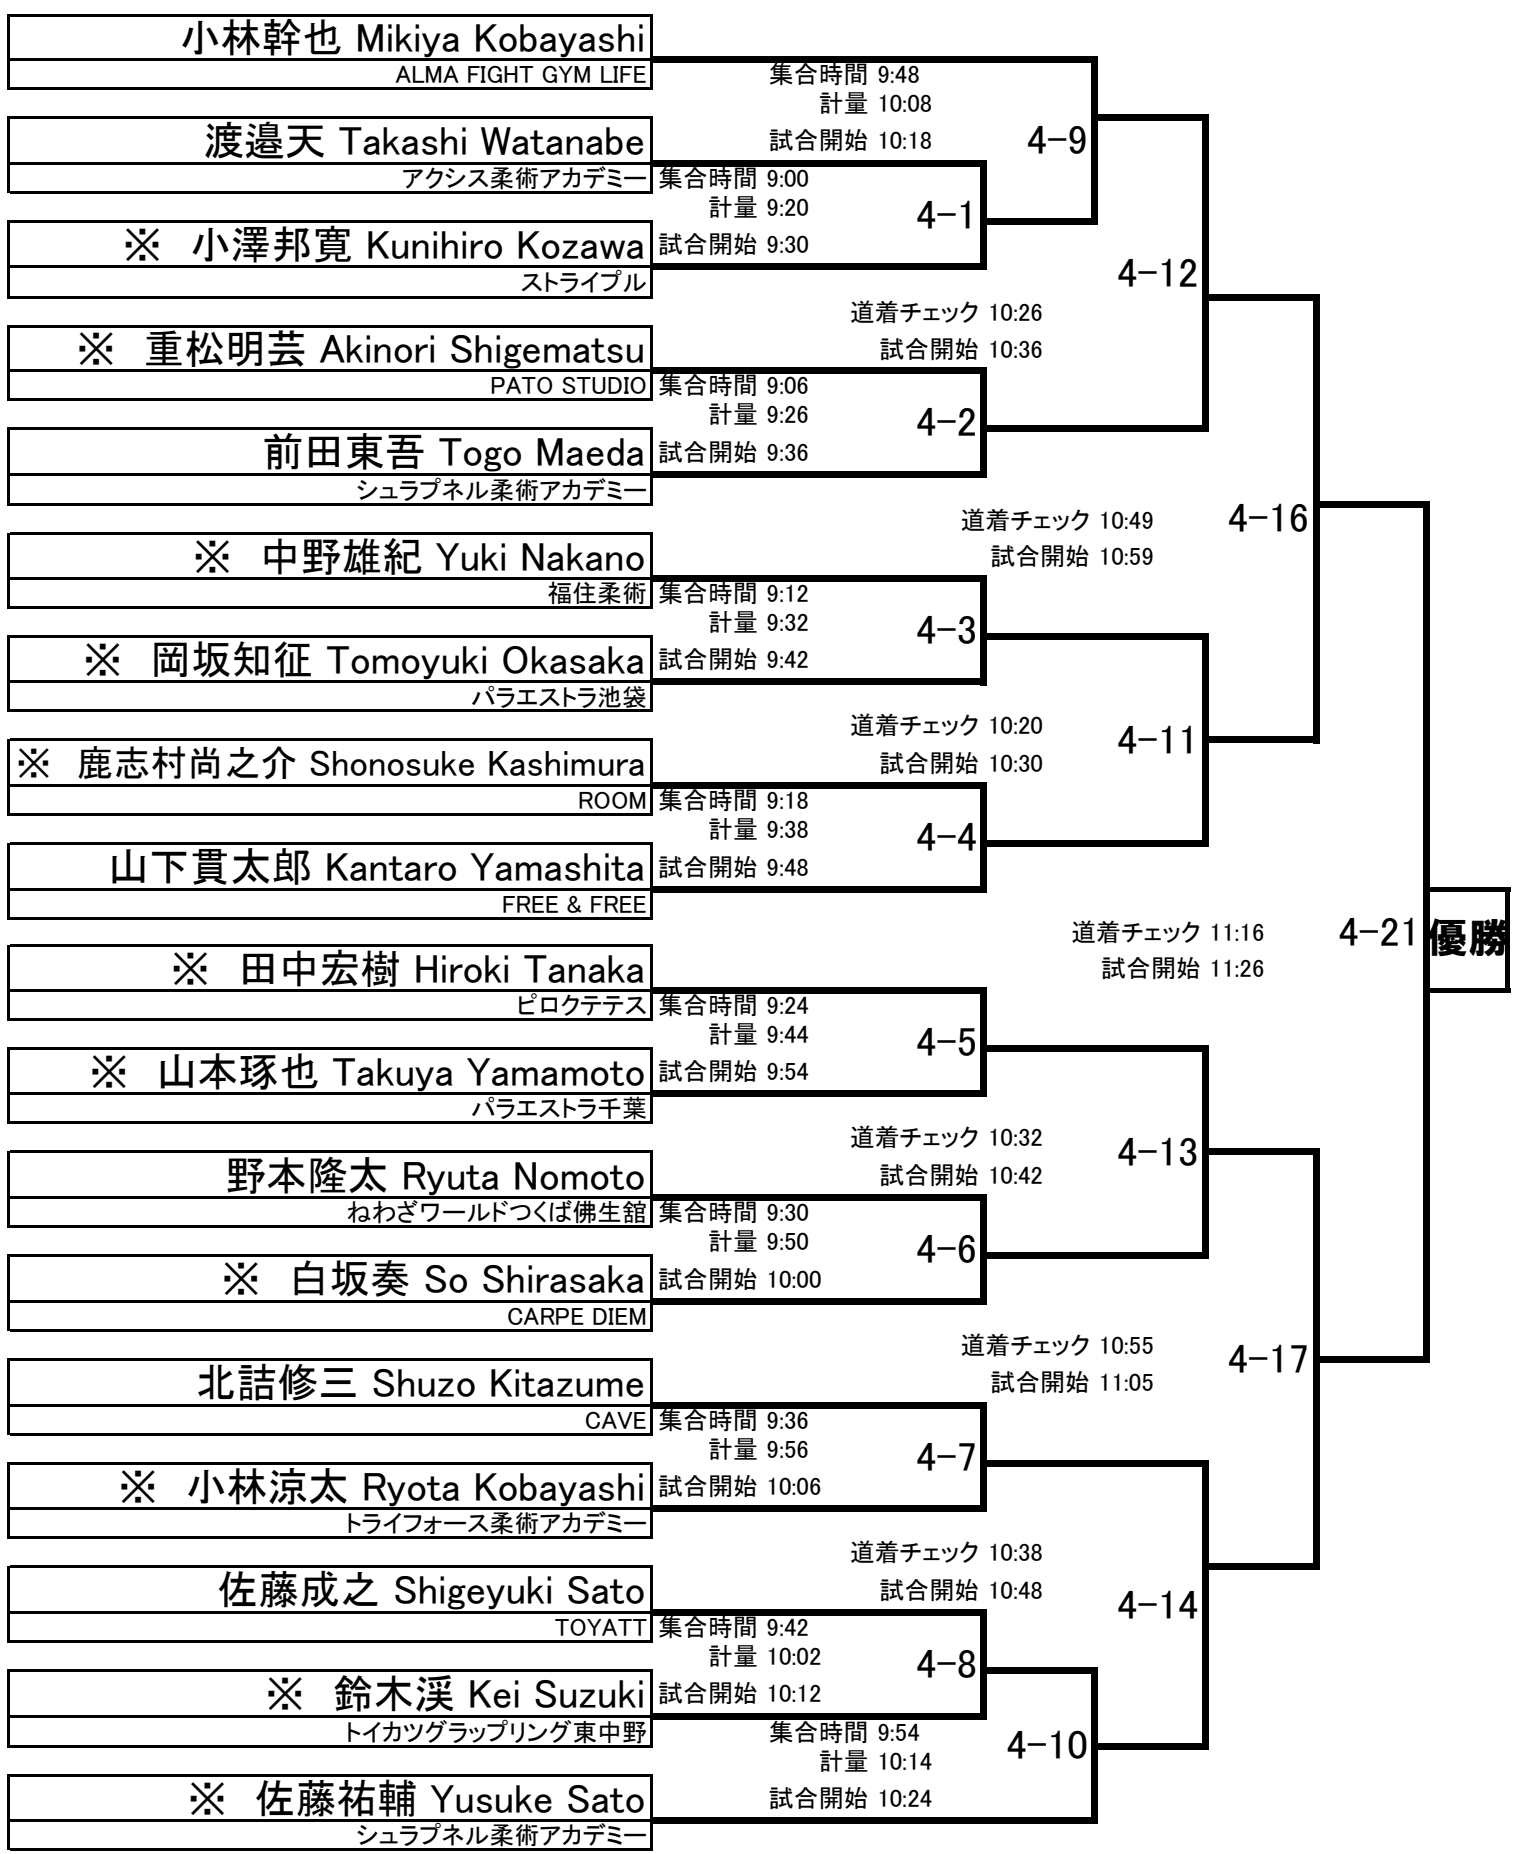 小林幹也 Mikiya Kobayashi
ALMA FIGHT GYM LIFE
集合時間 9:48
計量 10:08
試合開始 10:18
4-9
渡邉天 Takashi Watanabe
アクシス柔術アカデミー
集合時間 9:00
計量 9:20
試合開始 9:30
4-1
※ 小澤邦寛 Kunihiro Kozawa
ストライプル
4-12
道着チェック 10:26
試合開始 10:36
※ 重松明芸 Akinori Shigematsu
PATO STUDIO
集合時間 9:06
計量 9:26
試合開始 9:36
4-2
前田東吾 Togo Maeda
シュラプネル柔術アカデミー
道着チェック 10:49
試合開始 10:59
4-16
※ 中野雄紀 Yuki Nakano
福住柔術
集合時間 9:12
計量 9:32
試合開始 9:42
4-3
※ 岡坂知征 Tomoyuki Okasaka
パラエストラ池袋
道着チェック 10:20
試合開始 10:30
4-11
※ 鹿志村尚之介 Shonosuke Kashimura
ROOM
集合時間 9:18
計量 9:38
試合開始 9:48
4-4
山下貫太郎 Kantaro Yamashita
FREE & FREE
道着チェック 11:16
試合開始 11:26
4-21
優勝
※ 田中宏樹 Hiroki Tanaka
ピロクテテス
集合時間 9:24
計量 9:44
試合開始 9:54
4-5
※ 山本琢也 Takuya Yamamoto
パラエストラ千葉
道着チェック 10:32
試合開始 10:42
4-13
野本隆太 Ryuta Nomoto
ねわざワールドつくば佛生舘
集合時間 9:30
計量 9:50
試合開始 10:00
4-6
※ 白坂奏 So Shirasaka
CARPE DIEM
道着チェック 10:55
試合開始 11:05
4-17
北詰修三 Shuzo Kitazume
CAVE
集合時間 9:36
計量 9:56
試合開始 10:06
4-7
※ 小林涼太 Ryota Kobayashi
トライフォース柔術アカデミー
道着チェック 10:38
試合開始 10:48
4-14
佐藤成之 Shigeyuki Sato
TOYATT
集合時間 9:42
計量 10:02
試合開始 10:12
4-8
※ 鈴木渓 Kei Suzuki
トイカツグラップリング東中野
集合時間 9:54
計量 10:14
試合開始 10:24
4-10
※ 佐藤祐輔 Yusuke Sato
シュラプネル柔術アカデミー